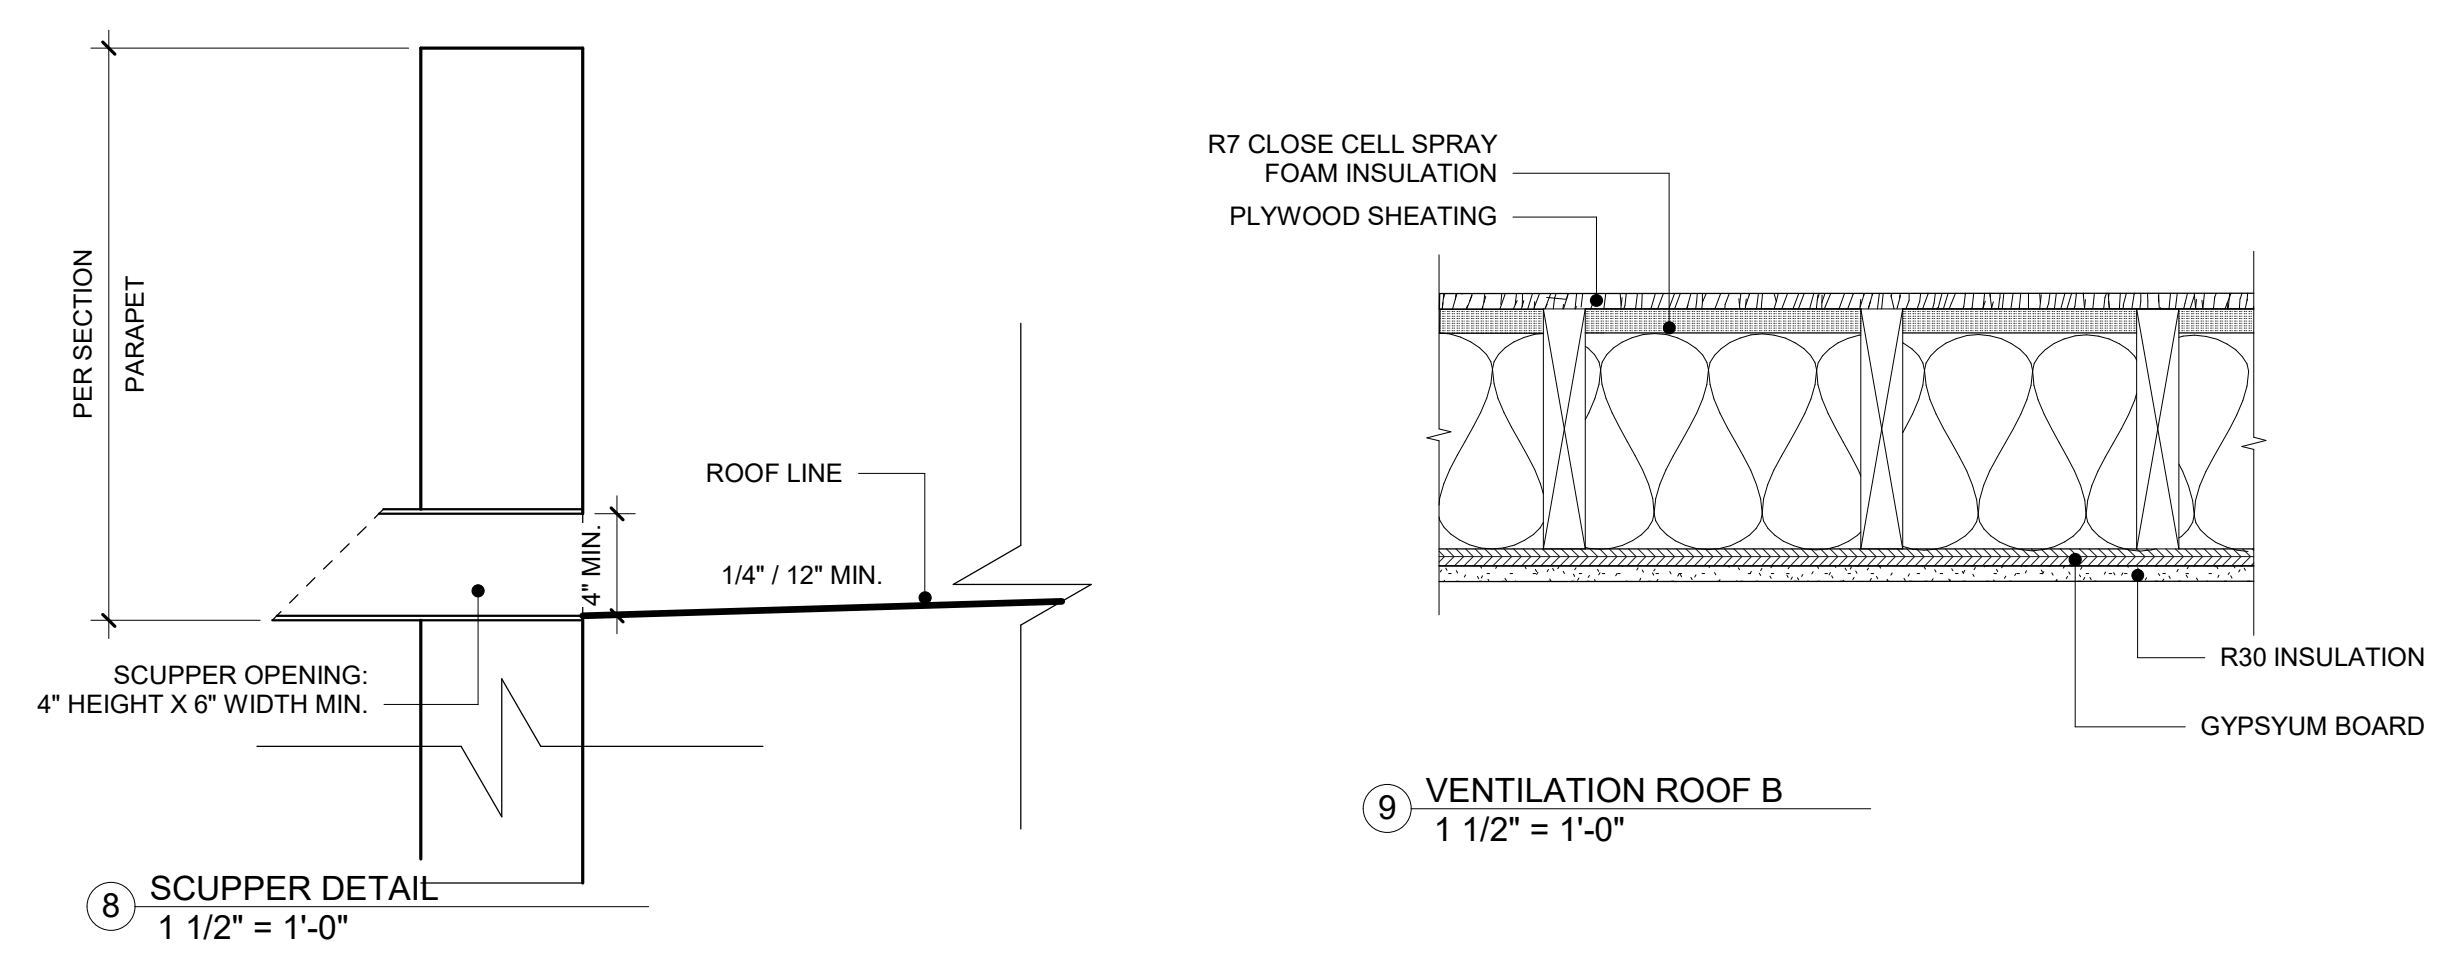 PER SECTION
PARAPET
ROOF LINE
4" MIN.
1/4" / 12" MIN.
SCUPPER OPENING:
4" HEIGHT X 6" WIDTH MIN.
8
SCUPPER DETAIL
1 1/2" = 1'-0"
R7 CLOSE CELL SPRAY
FOAM INSULATION
PLYWOOD SHEATING
R30 INSULATION
GYPSYUM BOARD
9
VENTILATION ROOF B
1 1/2" = 1'-0"